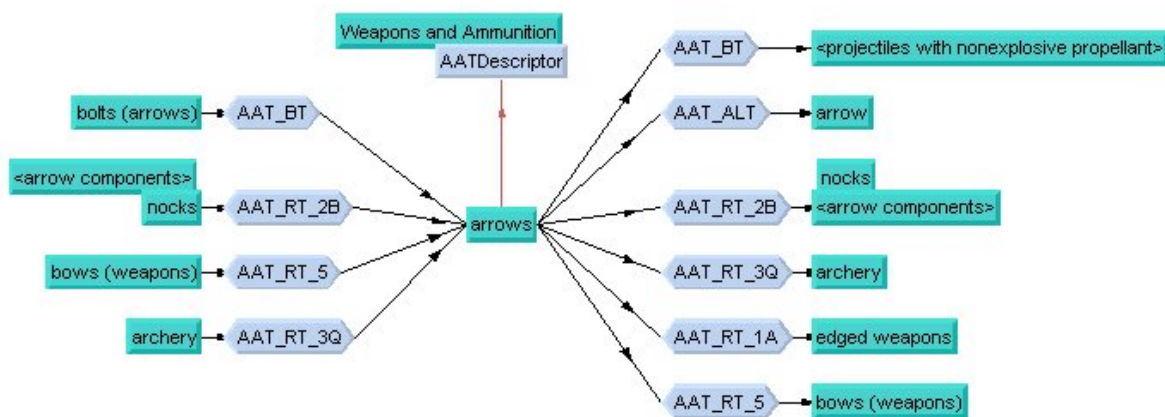 Weapons and Ammunition
AATDescriptor
AAT_BT
<projectiles with nonexplosive propellant>
bolts (arrows)
AAT_BT
AAT_ALT
arrow
<arrow components>
nocks
AAT_RT_2B
arrows
nocks
AAT_RT_2B
<arrow components>
bows (weapons)
AAT_RT_5
AAT_RT_3Q
archery
archery
AAT_RT_3Q
AAT_RT_1A
edged weapons
AAT_RT_5
bows (weapons)